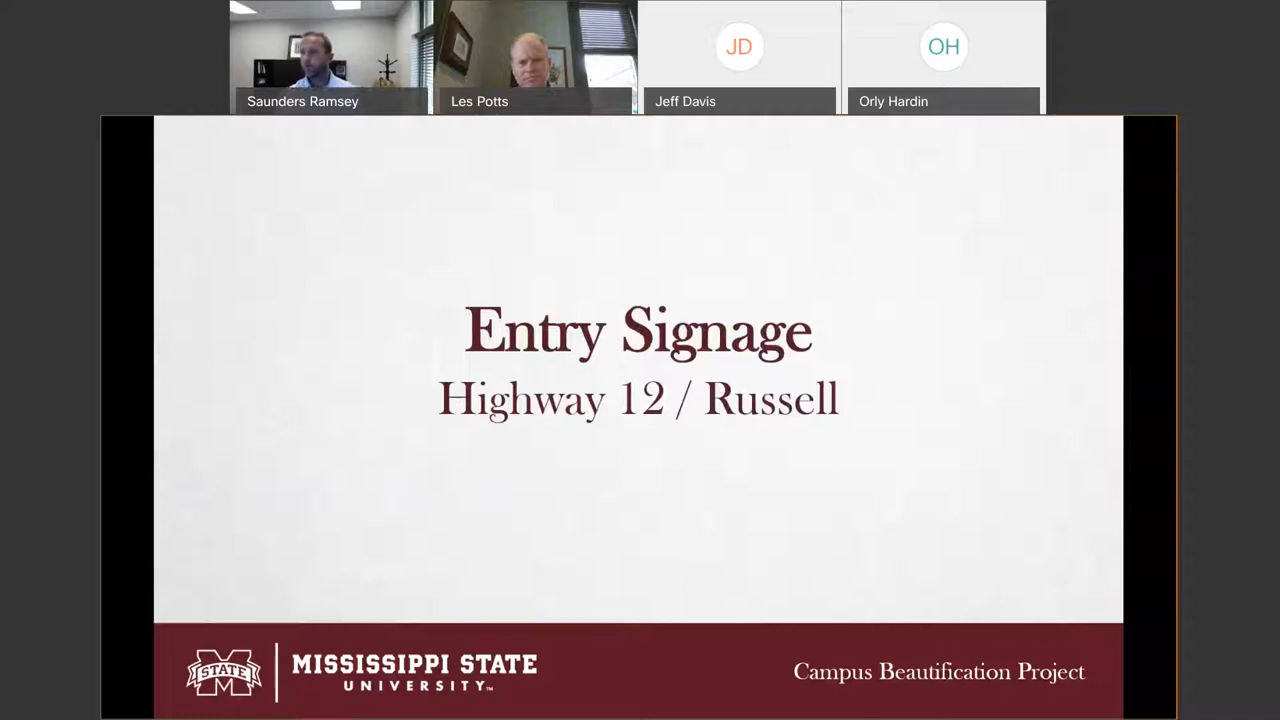 Saunders Ramsey
Les Potts
JD
Jeff Davis
OH
Orly Hardin
Entry Signage
Highway 12 / Russell
STATE
MISSISSIPPI STATE
UNIVERSITY™
Campus Beautification Project